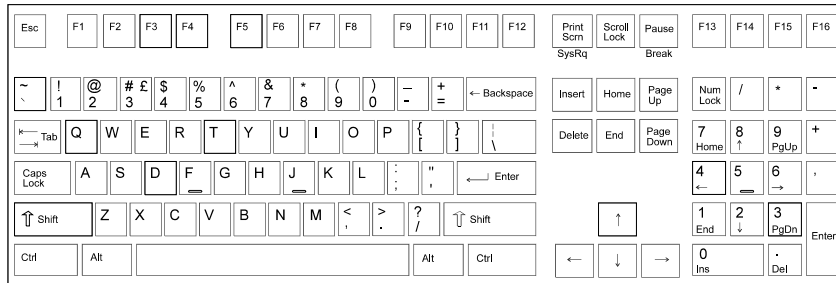 Esc F1 F2 F3 F4 F5 F6 F7 F8 F9 F10 F11 F12 Print Scrn Scroll Lock Pause F13 F14 F15 F16
SysRq Break
~ ` ! 1 @ 2 # £ 3 $ 4 % 5 ^ 6 & 7 * 8 ( 9 ) 0 _ - + = ← Backspace Insert Home Page Up Num Lock / * -
Tab Q W E R T Y U I O P { [ } ] ¦ \ Delete End Page Down 7 Home 8 ↑ 9 PgUp +
Caps Lock A S D F G H J K L : ; " ' Enter 4 ← 5 6 → ,
⇧ Shift Z X C V B N M < , > . ? / ⇧ Shift ↑ 1 End 2 ↓ 3 PgDn Enter
Ctrl Alt Alt Ctrl ← ↓ → 0 Ins . Del